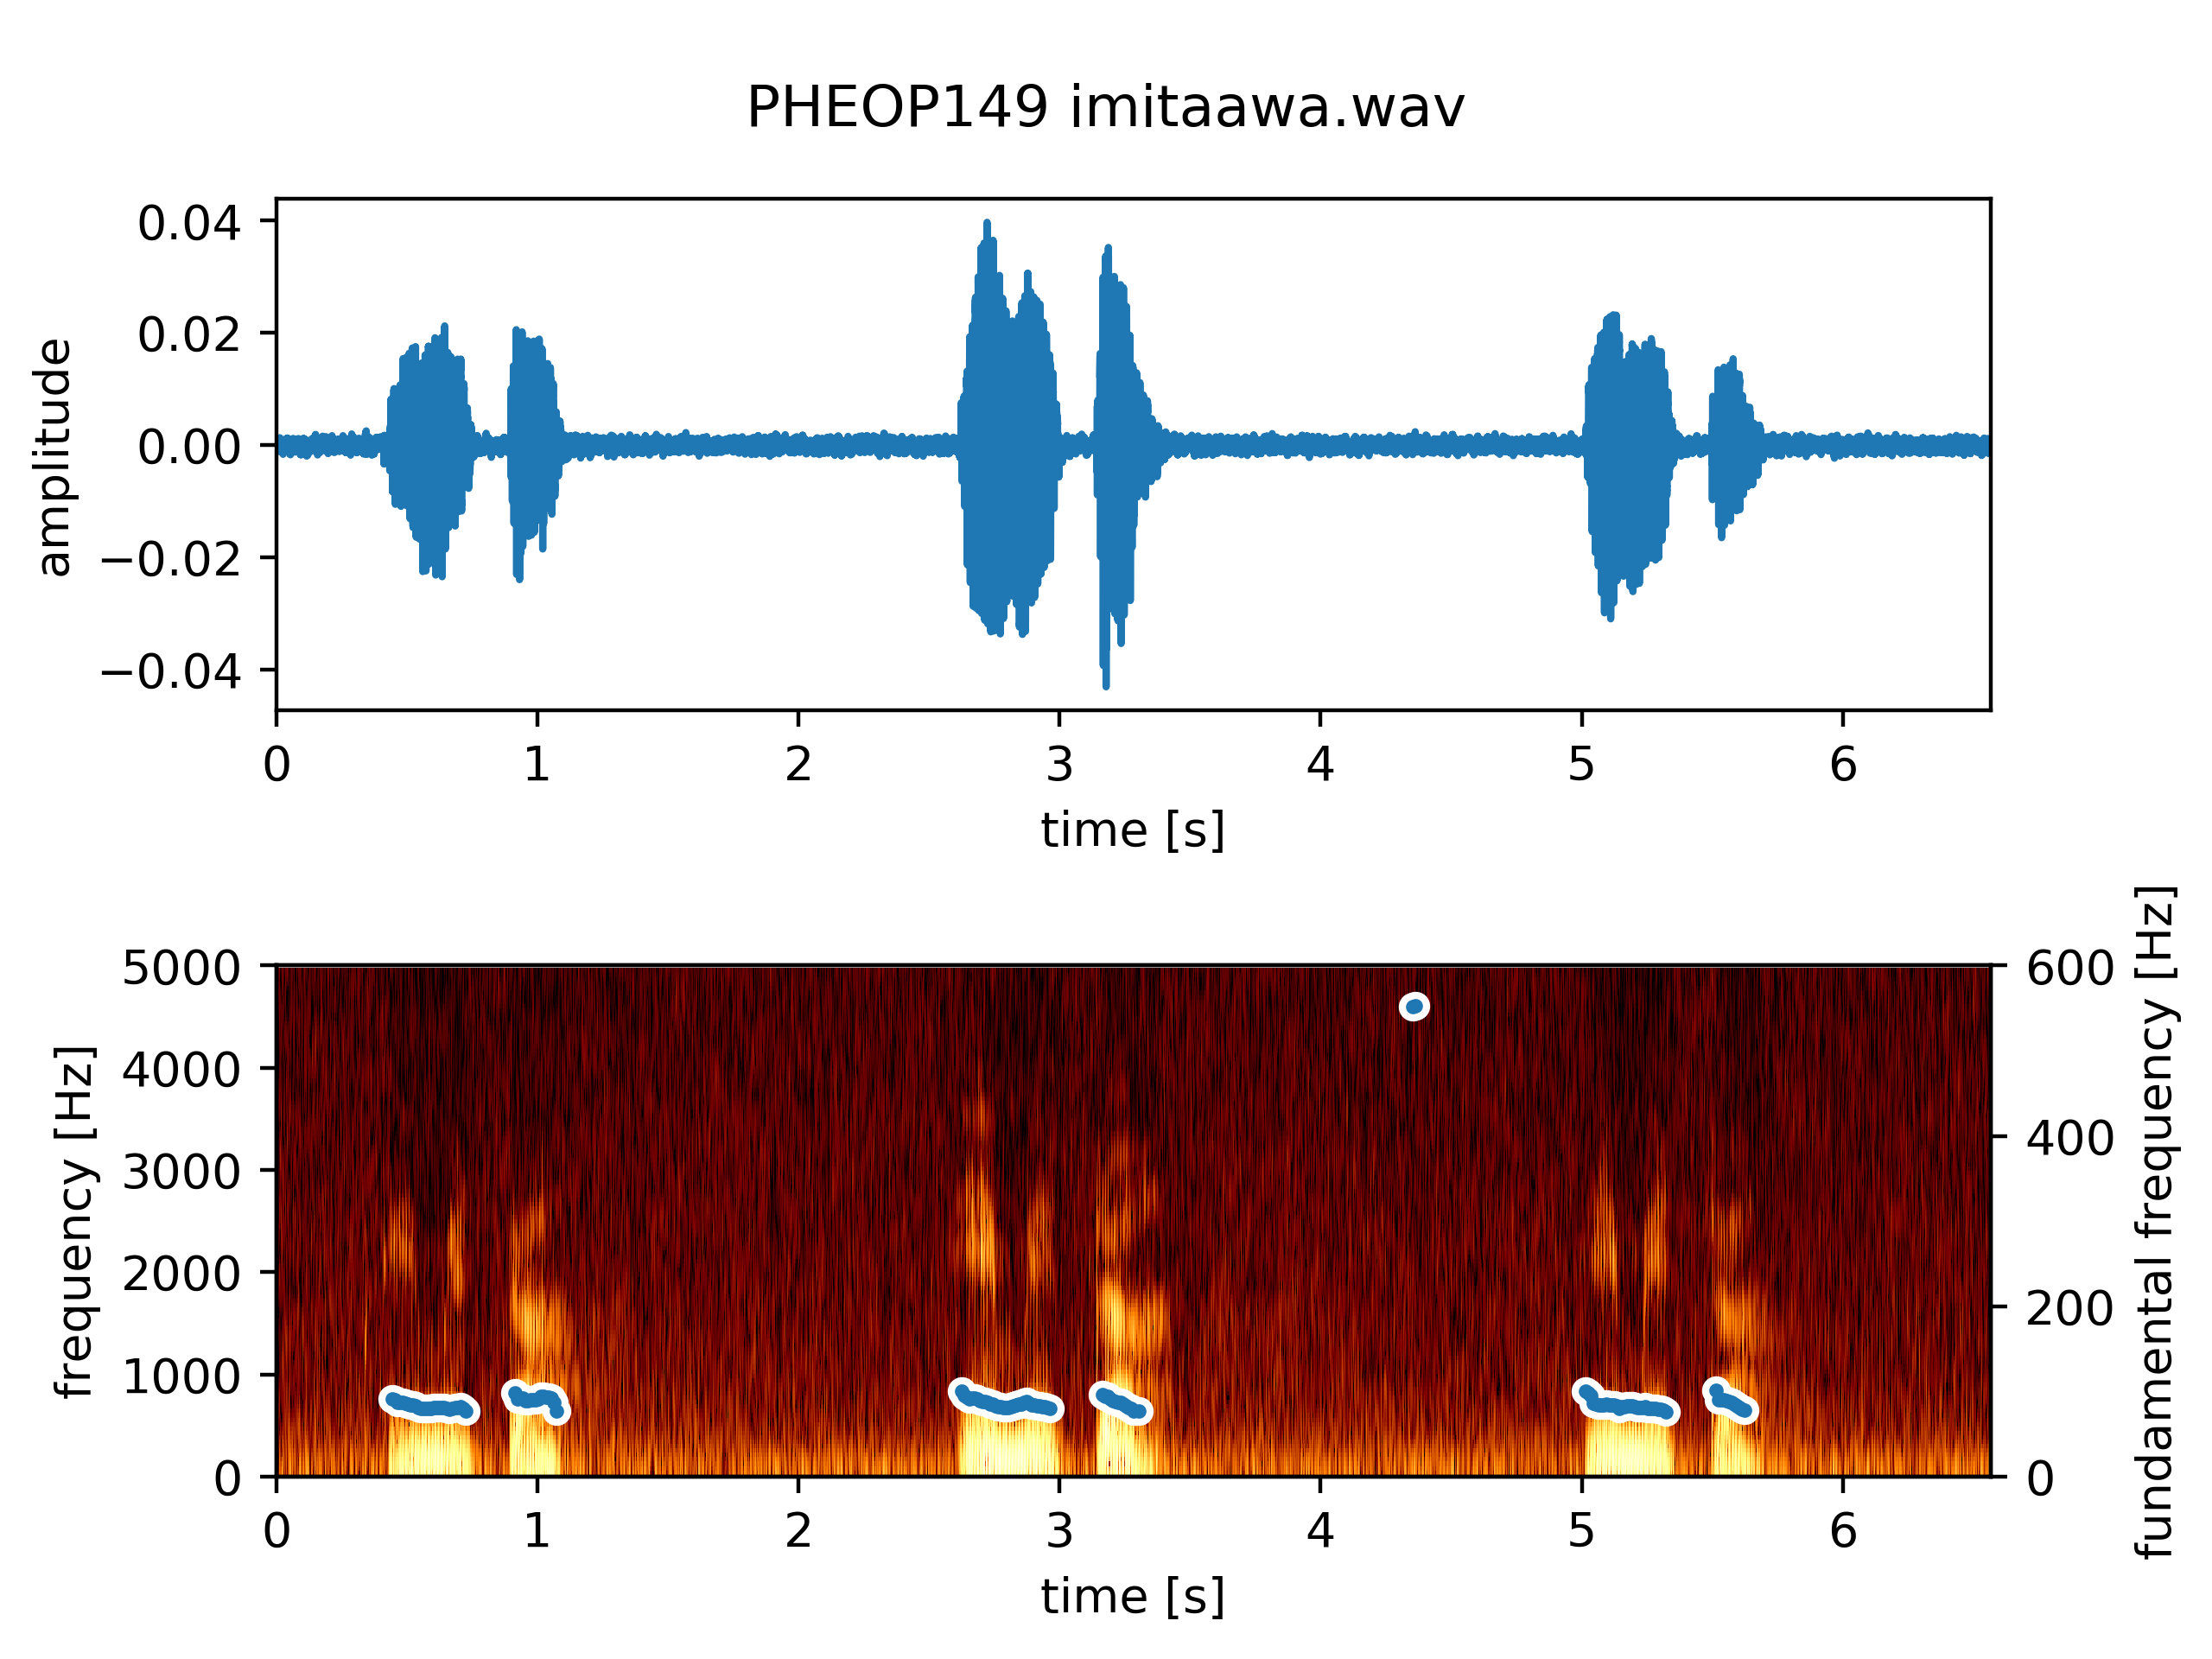 PHEOP149 imitaawa.wav
0.04
0.02
0.00
−0.02
−0.04
amplitude
0 1 2 3 4 5 6
time [s]
5000
4000
3000
2000
1000
0
frequency [Hz]
600
400
200
0
fundamental frequency [Hz]
0 1 2 3 4 5 6
time [s]